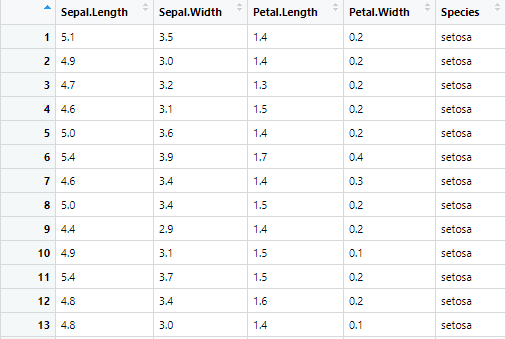 Sepal.Length Sepal.Width Petal.Length Petal.Width Species
1 5.1 3.5 1.4 0.2 setosa
2 4.9 3.0 1.4 0.2 setosa
3 4.7 3.2 1.3 0.2 setosa
4 4.6 3.1 1.5 0.2 setosa
5 5.0 3.6 1.4 0.2 setosa
6 5.4 3.9 1.7 0.4 setosa
7 4.6 3.4 1.4 0.3 setosa
8 5.0 3.4 1.5 0.2 setosa
9 4.4 2.9 1.4 0.2 setosa
10 4.9 3.1 1.5 0.1 setosa
11 5.4 3.7 1.5 0.2 setosa
12 4.8 3.4 1.6 0.2 setosa
13 4.8 3.0 1.4 0.1 setosa